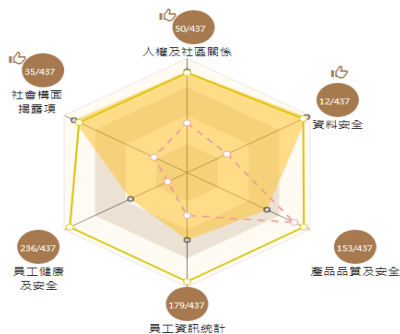 50/437
人權及社區關係
35/437
社會構面
揭露項
12/437
資料安全
236/437
員工健康
及安全
153/437
產品品質及安全
179/437
員工資訊統計